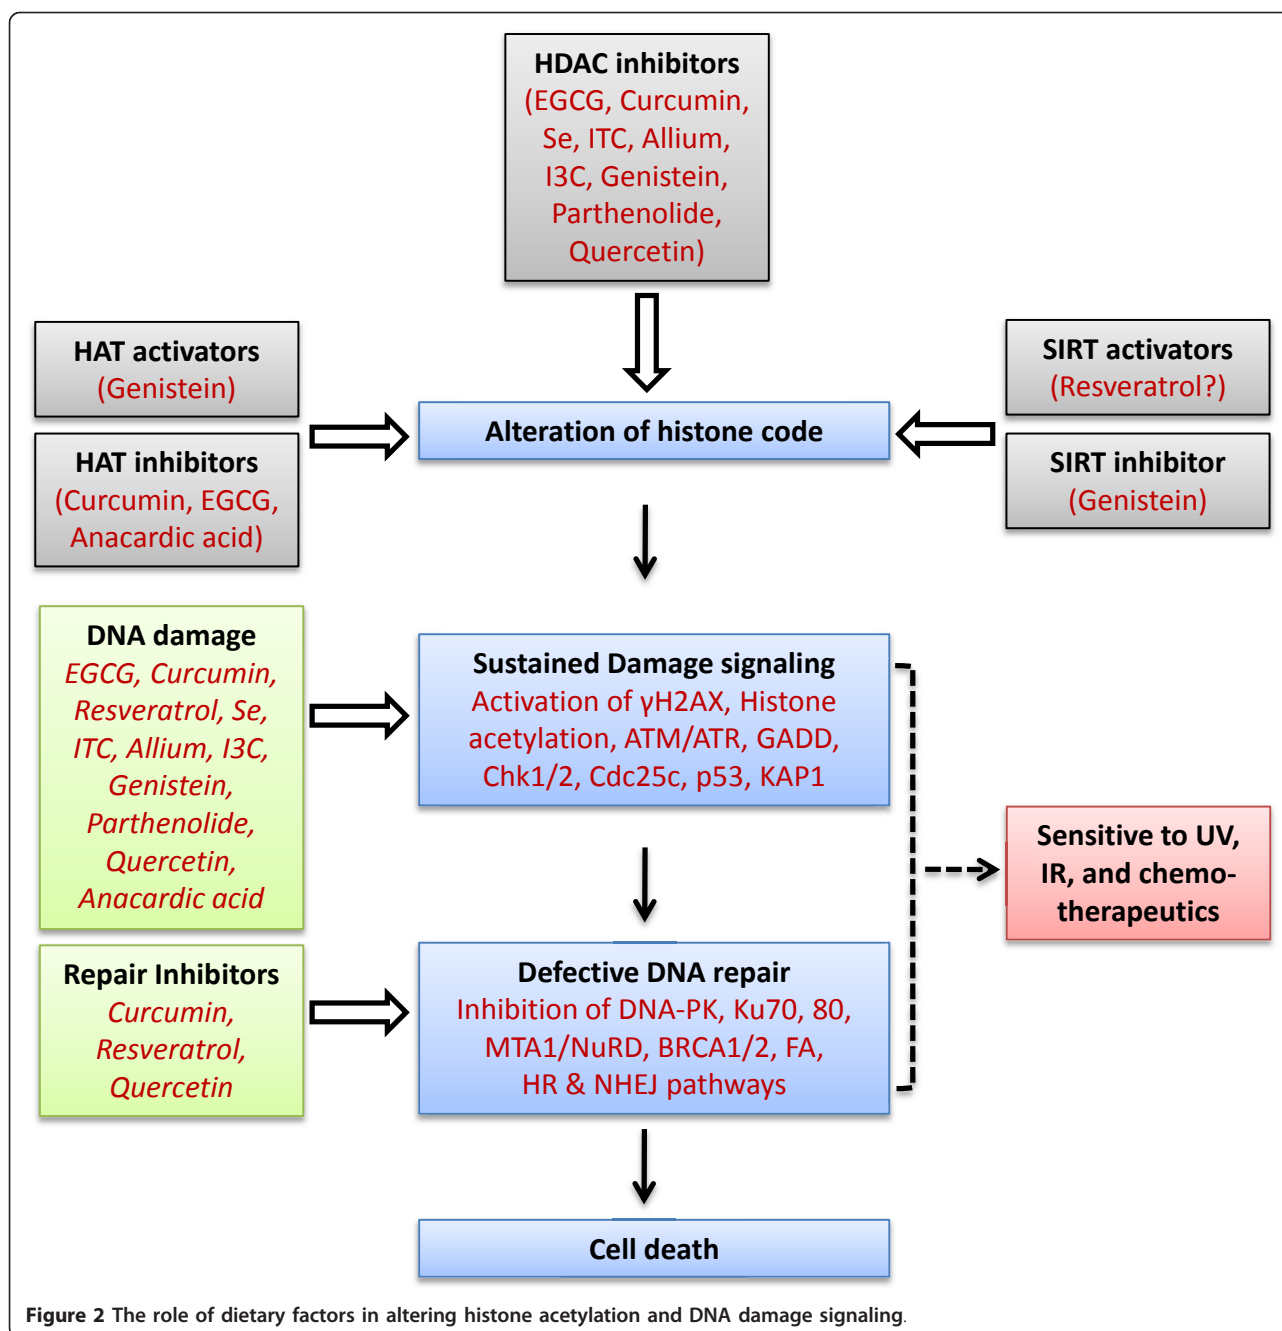 HDAC inhibitors
(EGCG, Curcumin,
Se, ITC, Allium,
I3C, Genistein,
Parthenolide,
Quercetin)
HAT activators
(Genistein)
HAT inhibitors
(Curcumin, EGCG,
Anacardic acid)
Alteration of histone code
SIRT activators
(Resveratrol?)
SIRT inhibitor
(Genistein)
DNA damage
EGCG, Curcumin,
Resveratrol, Se,
ITC, Allium, I3C,
Genistein,
Parthenolide,
Quercetin,
Anacardic acid
Sustained Damage signaling
Activation of γH2AX, Histone
acetylation, ATM/ATR, GADD,
Chk1/2, Cdc25c, p53, KAP1
Sensitive to UV,
IR, and chemo-
therapeutics
Repair Inhibitors
Curcumin,
Resveratrol,
Quercetin
Defective DNA repair
Inhibition of DNA-PK, Ku70, 80,
MTA1/NuRD, BRCA1/2, FA,
HR & NHEJ pathways
Cell death
Figure 2 The role of dietary factors in altering histone acetylation and DNA damage signaling.